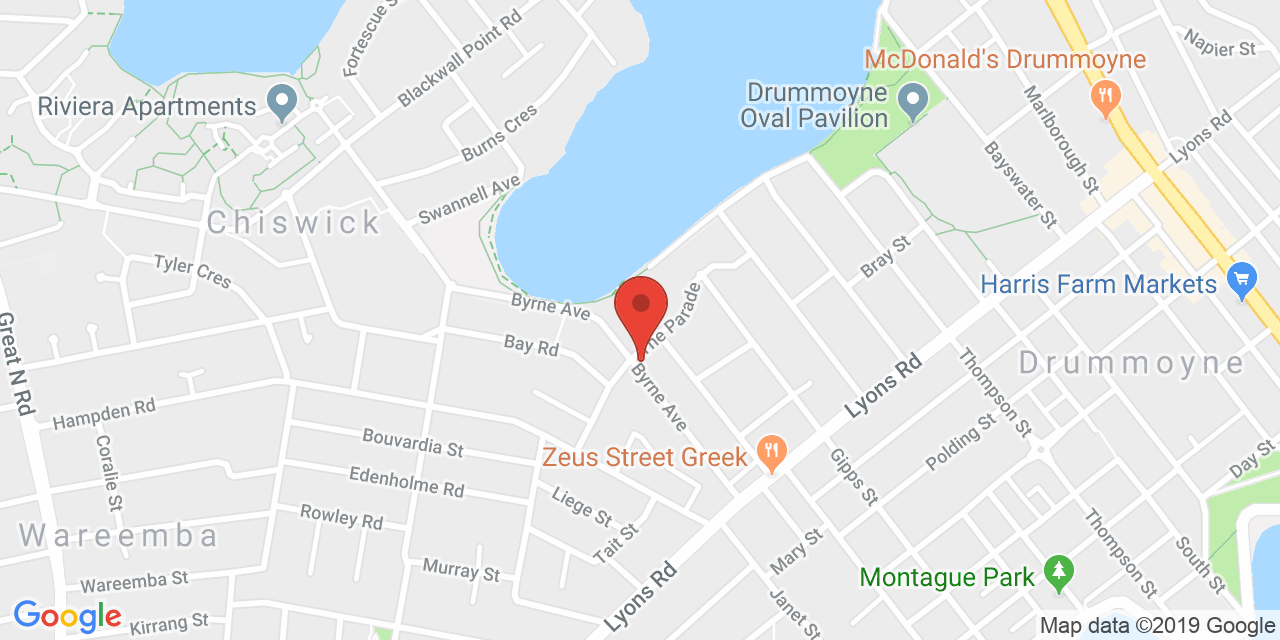 Fortescue St
Blackwall Point Rd
Napier St
McDonald's Drummoyne
Riviera Apartments
Drummoyne
Oval Pavilion
Marlborough St
Lyons Rd
Burns Cres
Bayswater St
Swannell Ave
Chiswick
Tyler Cres
Bray St
Harris Farm Markets
Byrne Ave
rne Parade
Bay Rd
Great N Rd
Drummoyne
Thompson St
Lyons Rd
Byrne Ave
Hampden Rd
Coralie St
Bouvardia St
Polding St
Zeus Street Greek
Gipps St
Day St
Edenholme Rd
Liege St
Rowley Rd
Wareemba
Tait St
Mary St
Thompson St
South St
Murray St
Wareemba St
Montague Park
Lyons Rd
Janet St
Google
Kirrang St
Map data ©2019 Google